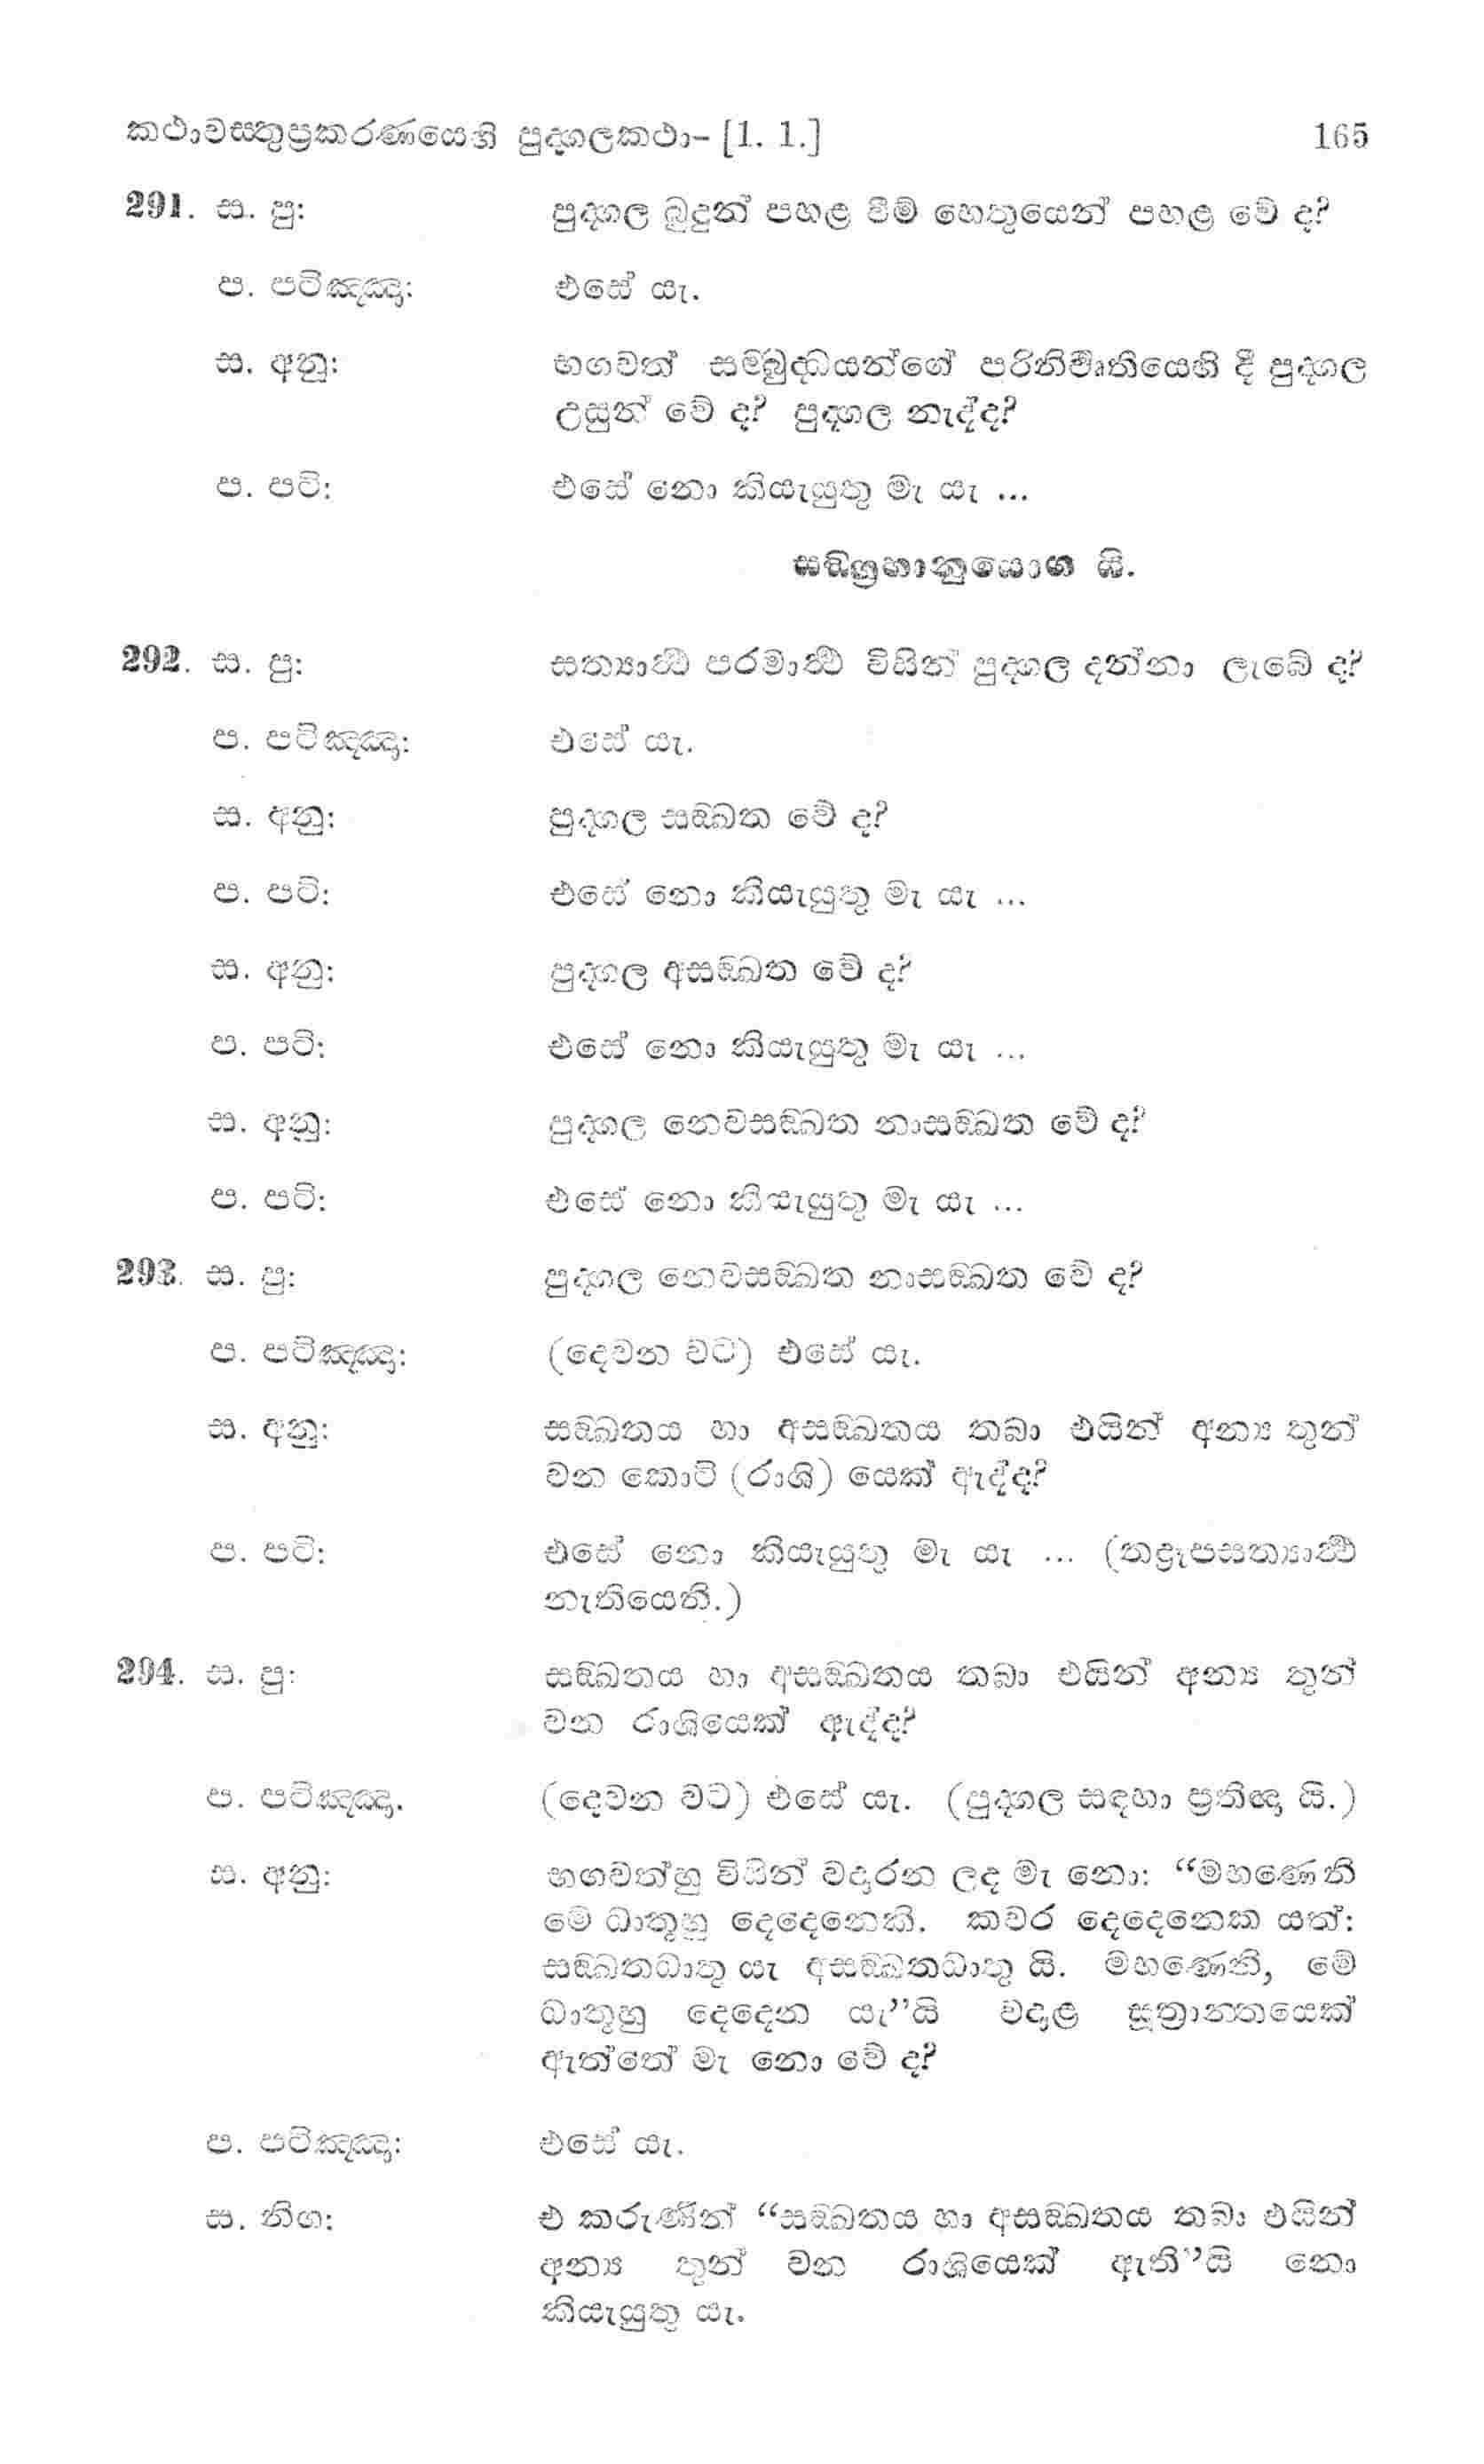 කථාවස්තුප්‍රකරණයෙහි පුද්ගලකථා– [1. 1.] 165
291. ස. පු: පුද්ගල බුදුන් පහළ වීම් හෙතුයෙන් පහළ වේ ද?
ප. පටිඤ්ඤා: එසේ යැ.
ස. අනු: භගවත් සම්බුද්ධයන්ගේ පරිනිර්වෘතියෙහි දී පුද්ගල
උසුන් වේ ද? පුද්ගල නැද්ද?
ප. පටි: එසේ නො කියැයුතු මැ යැ ...
සබ්ග්‍රහානුයොග යි.
292. ස. පු: සත්‍යාර්ථ පරමාර්ථ විසින් පුද්ගල දන්නා ලැබේ ද?
ප. පටිඤ්ඤා: එසේ යැ.
ස. අනු: පුද්ගල සඞ්ඛත වේ ද?
ප. පටි: එසේ නො කියැයුතු මැ යැ ...
ස. අනු: පුද්ගල අසඞ්ඛත වේ ද?
ප. පටි: එසේ නො කියැයුතු මැ යැ ...
ස. අනු: පුද්ගල නෙවසඞ්ඛත නාසඞ්ඛත වේ ද?
ප. පටි: එසේ නො කියැයුතු මැ යැ ...
293. ස. පු: පුද්ගල නෙවසඞ්ඛත නාසඞ්ඛත වේ ද?
ප. පටිඤ්ඤා: (දෙවන වට) එසේ යැ.
ස. අනු: සඞ්ඛතය හා අසඞ්ඛතය තබා එයින් අන්‍ය තුන්
වන කොටි (රාශි) යෙක් ඇද්ද?
ප. පටි: එසේ නො කියැයුතු මැ යැ ... (තද්‍රූපසත්‍යාර්ථ
නැතියෙනි.)
294. ස. පු: සඞ්ඛතය හා අසඞ්ඛතය තබා එයින් අන්‍ය තුන්
වන රාශියෙක් ඇද්ද?
ප. පටිඤ්ඤා. (දෙවන වට) එසේ යැ. (පුද්ගල සඳහා ප්‍රතිඥා යි.)
ස. අනු: භගවත්හු විසින් වදාරන ලද මැ නො: “මහණෙනි
මේ ධාතුහු දෙදෙනෙකි. කවර දෙදෙනෙක යත්:
සඞ්ඛතධාතු යැ අසඞ්ඛතධාතු යි. මහණෙනි, මේ
ධාතුහු දෙදෙන යැ”යි වදාළ සූත්‍රාන්තයෙක්
ඇත්තේ මැ නො වේ ද?
ප. පටිඤ්ඤා: එසේ යැ.
ස. නිග: එ කරුණින් “සඞ්ඛතය හා අසඞ්ඛතය තබා එයින්
අන්‍ය තුන් වන රාශියෙක් ඇති”යි නො
කියැයුතු යැ.